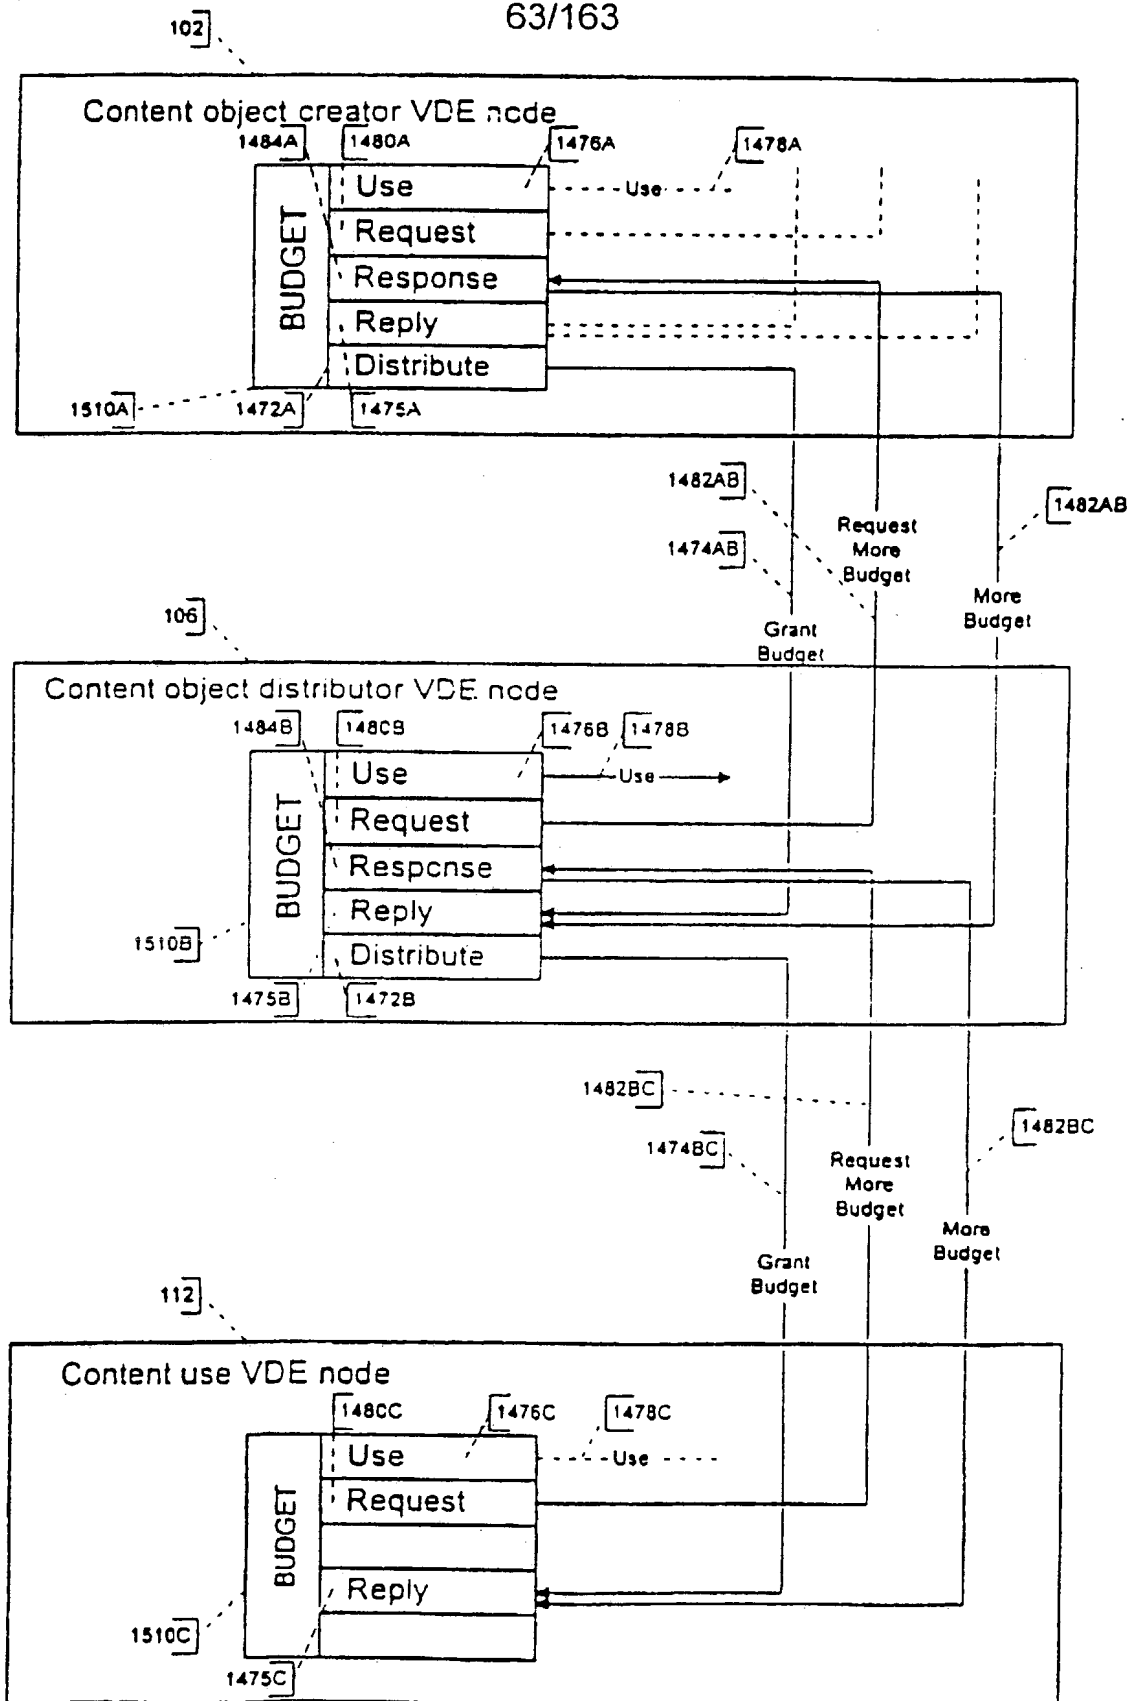 63/163
102
Content object creator VDE node
1484A 1480A 1476A 1478A
BUDGET
Use
Use
Request
Response
Reply
Distribute
1510A 1472A 1475A
1482AB
1482AB
1474AB
Request
More
Budget
More
Budget
Grant
Budget
106
Content object distributor VDE node
1484B 1480B 1476B 1478B
BUDGET
Use
Use
Request
Response
Reply
Distribute
1510B
1475B 1472B
1482BC
1482BC
1474BC
Request
More
Budget
More
Budget
Grant
Budget
112
Content use VDE node
1480C 1476C 1478C
BUDGET
Use
Use
Request
Reply
1510C
1475C